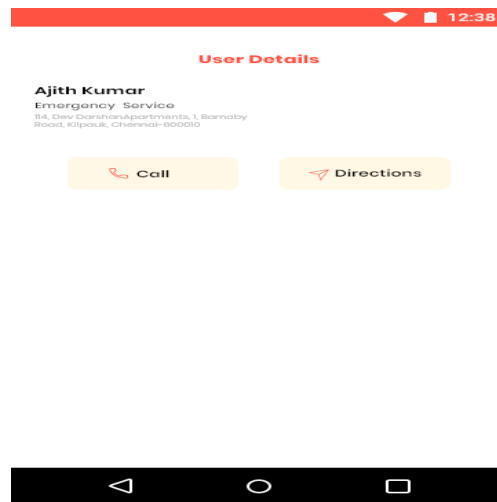 12:38
User Details
Ajith Kumar
Emergency Service
114, Dev DarshanApartments, 1, Barnaby
Road, Kilpauk, Chennai-600010
Call
Directions